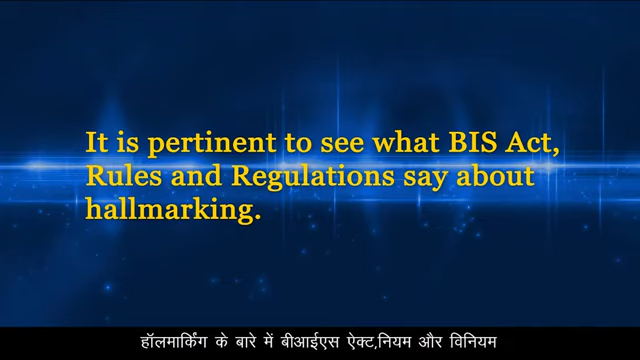 It is pertinent to see what BIS Act,
Rules and Regulations say about
hallmarking.
हॉलमार्किंग के बारे में बीआईएस ऐक्ट,नियम और विनियम